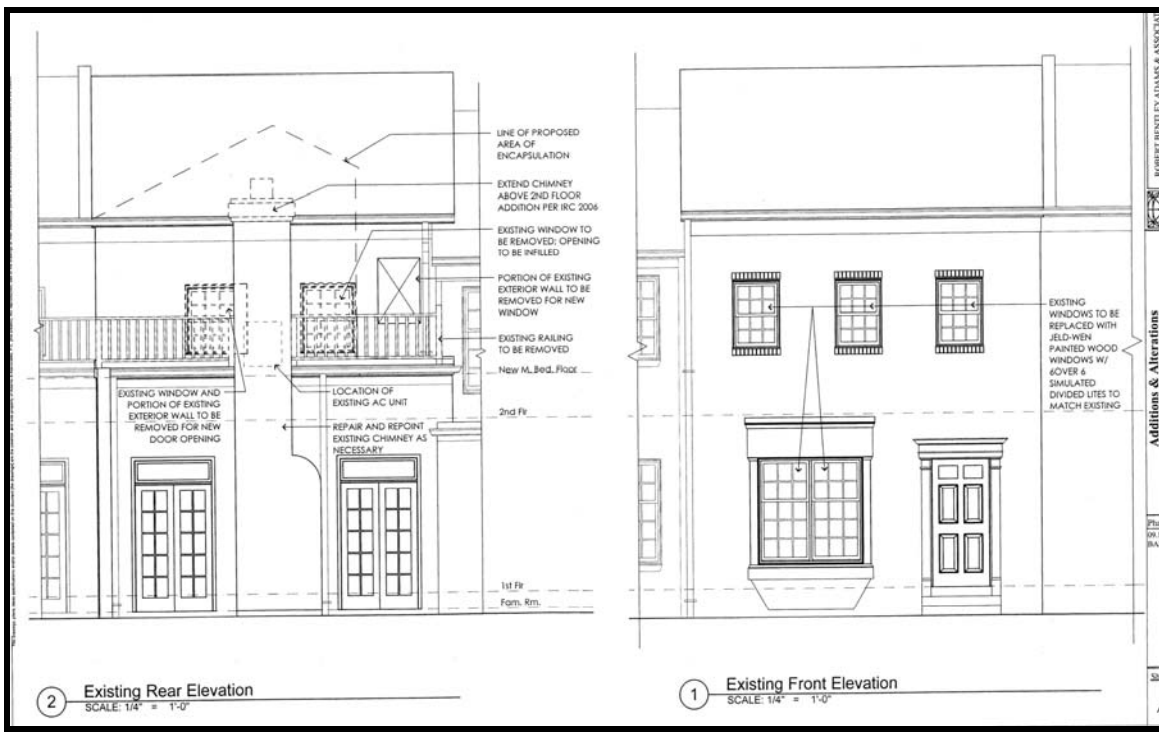 LINE OF PROPOSED
AREA OF
ENCAPSULATION
EXTEND CHIMNEY
ABOVE 2ND FLOOR
ADDITION PER IRC 2006
EXISTING WINDOW TO
BE REMOVED; OPENING
TO BE INFILLED
PORTION OF EXISTING
EXTERIOR WALL TO BE
REMOVED FOR NEW
WINDOW
EXISTING RAILING
TO BE REMOVED
New M. Bed. Floor
EXISTING WINDOW AND
PORTION OF EXISTING
EXTERIOR WALL TO BE
REMOVED FOR NEW
DOOR OPENING
LOCATION OF
EXISTING AC UNIT
2nd Flr
REPAIR AND REPOINT
EXISTING CHIMNEY AS
NECESSARY
1st Flr
Fam. Rm.
2
Existing Rear Elevation
SCALE: 1/4" = 1'-0"
EXISTING
WINDOWS TO BE
REPLACED WITH
JELD-WEN
PAINTED WOOD
WINDOWS W/
6OVER 6
SIMULATED
DIVIDED LITES TO
MATCH EXISTING
1
Existing Front Elevation
SCALE: 1/4" = 1'-0"
ROBERT BENTLEY ADAMS & ASSOCIAT
Additions & Alterations